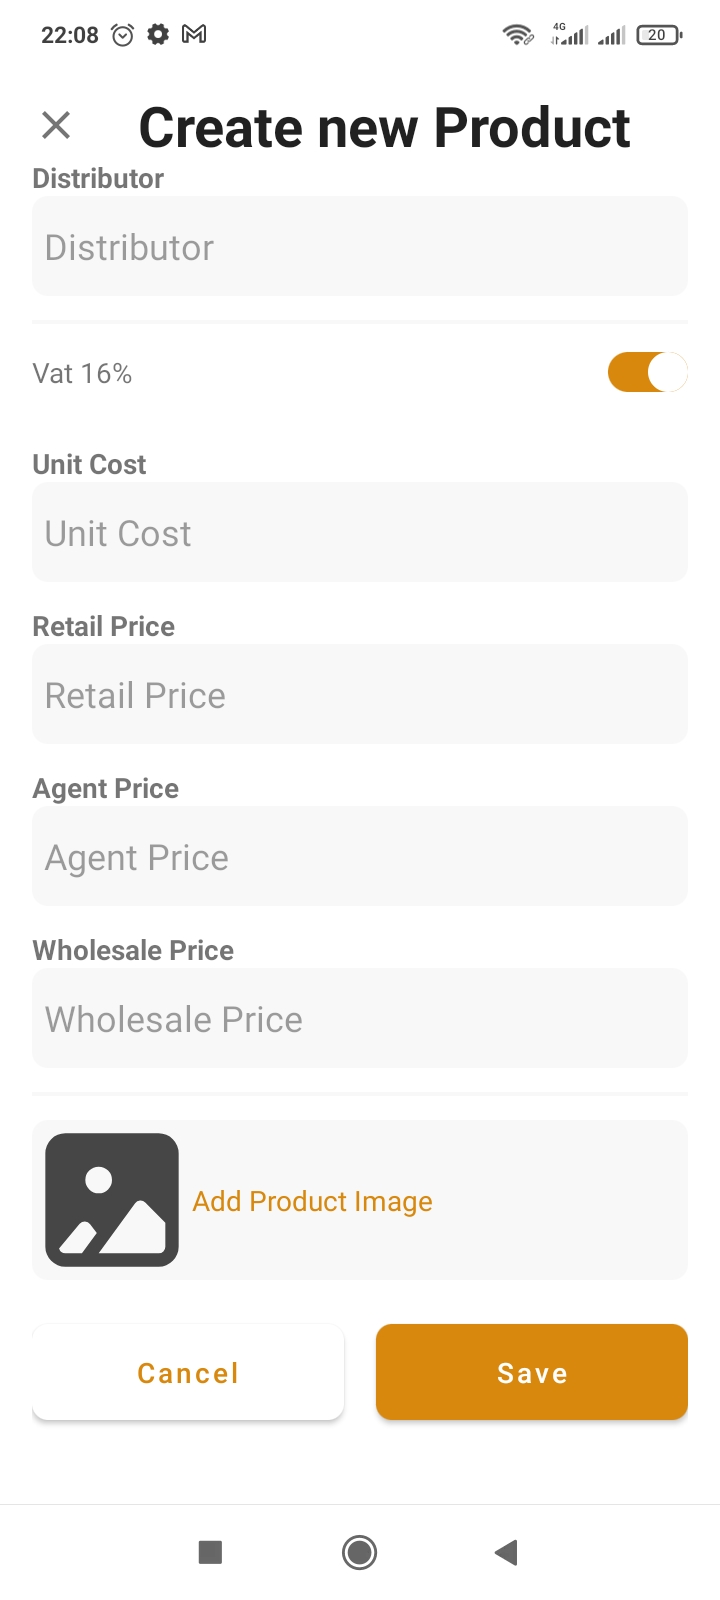 22:08 4G 20
Create new Product
Distributor
Distributor
Vat 16%
Unit Cost
Unit Cost
Retail Price
Retail Price
Agent Price
Agent Price
Wholesale Price
Wholesale Price
Add Product Image
Cancel Save